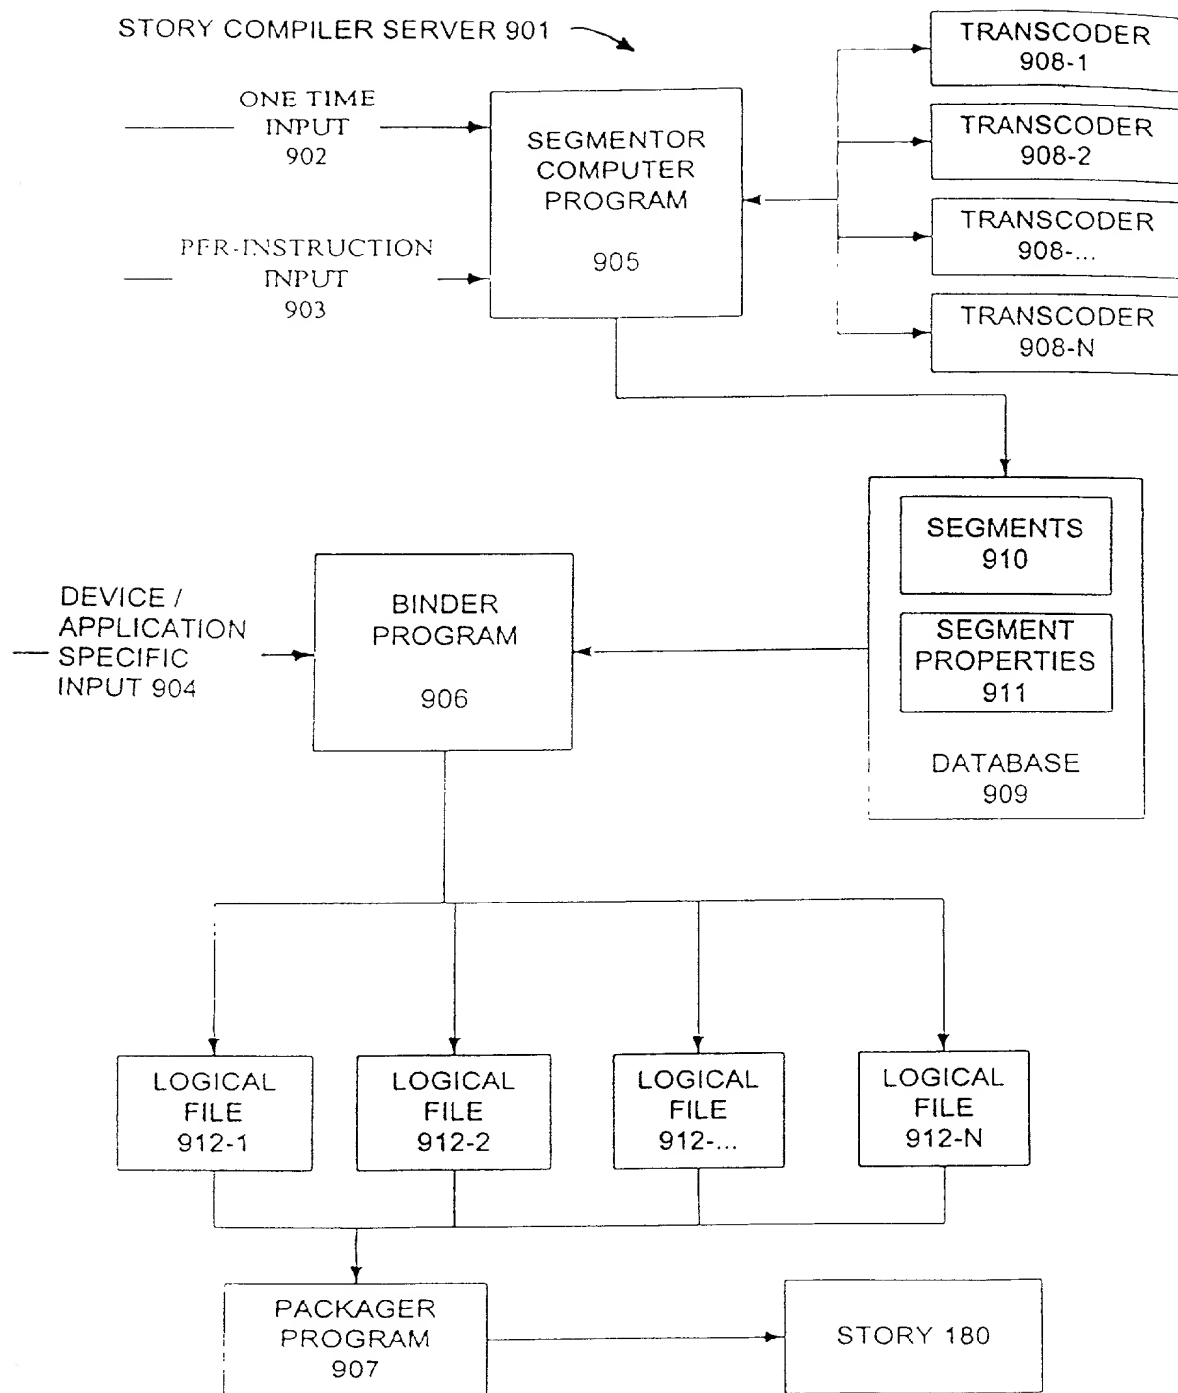 STORY COMPILER SERVER 901
ONE TIME
INPUT
902
PER-INSTRUCTION
INPUT
903
SEGMENTOR
COMPUTER
PROGRAM
905
TRANSCODER
908-1
TRANSCODER
908-2
TRANSCODER
908-...
TRANSCODER
908-N
SEGMENTS
910
SEGMENT
PROPERTIES
911
DATABASE
909
DEVICE /
APPLICATION
SPECIFIC
INPUT 904
BINDER
PROGRAM
906
LOGICAL
FILE
912-1
LOGICAL
FILE
912-2
LOGICAL
FILE
912-...
LOGICAL
FILE
912-N
PACKAGER
PROGRAM
907
STORY 180